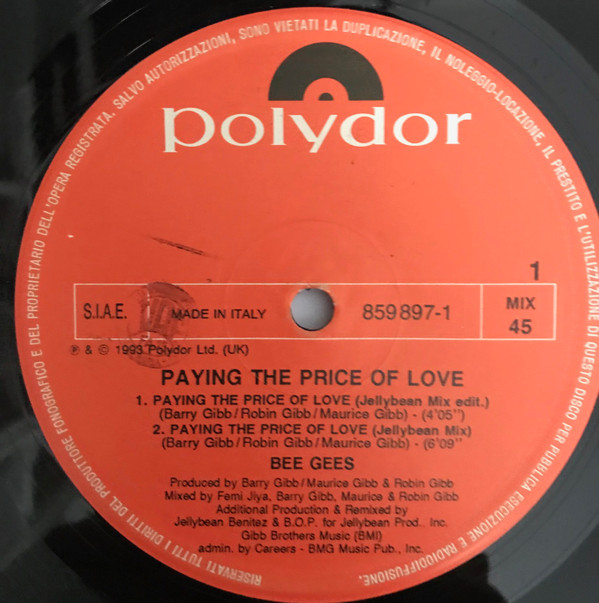 RISERVATI TUTTI I DIRITTI DEL PRODUTTORE FONOGRAFICO E DEL PROPRIETARIO DELL'OPERA REGISTRATA. SALVO AUTORIZZAZIONI, SONO VIETATI LA DUPLICAZIONE, IL NOLEGGIO-LOCAZIONE, IL PRESTITO E L'UTILIZZAZIONE DI QUESTO DISCO PER PUBBLICA ESECUZIONE E RADIODIFFUSIONE.
polydor
1
S.I.A.E. MADE IN ITALY 859 897-1 MIX
45
℗ & © 1993 Polydor Ltd. (UK)
PAYING THE PRICE OF LOVE
1. PAYING THE PRICE OF LOVE (Jellybean Mix edit.)
(Barry Gibb/Robin Gibb/Maurice Gibb) - (4'05")
2. PAYING THE PRICE OF LOVE (Jellybean Mix)
(Barry Gibb/Robin Gibb/Maurice Gibb) - (6'09"
BEE GEES
Produced by Barry Gibb/Maurice Gibb & Robin Gibb
Mixed by Femi Jiya, Barry Gibb, Maurice & Robin Gibb
Additional Production & Remixed by
Jellybean Benitez & B.O.P. for Jellybean Prod., Inc.
Gibb Brothers Music (BMI)
admin. by Careers - BMG Music Pub., Inc.